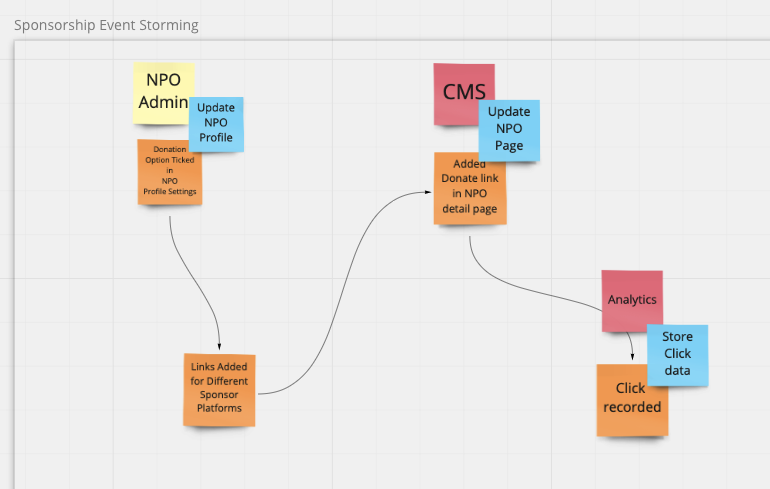 Sponsorship Event Storming
NPO
Admin
Update
NPO
Profile
Donation
Option Ticked
in
NPO
Profile Settings
Links Added
for Different
Sponsor
Platforms
CMS
Update
NPO
Page
Added
Donate link
in NPO
detail page
Analytics
Store
Click
data
Click
recorded